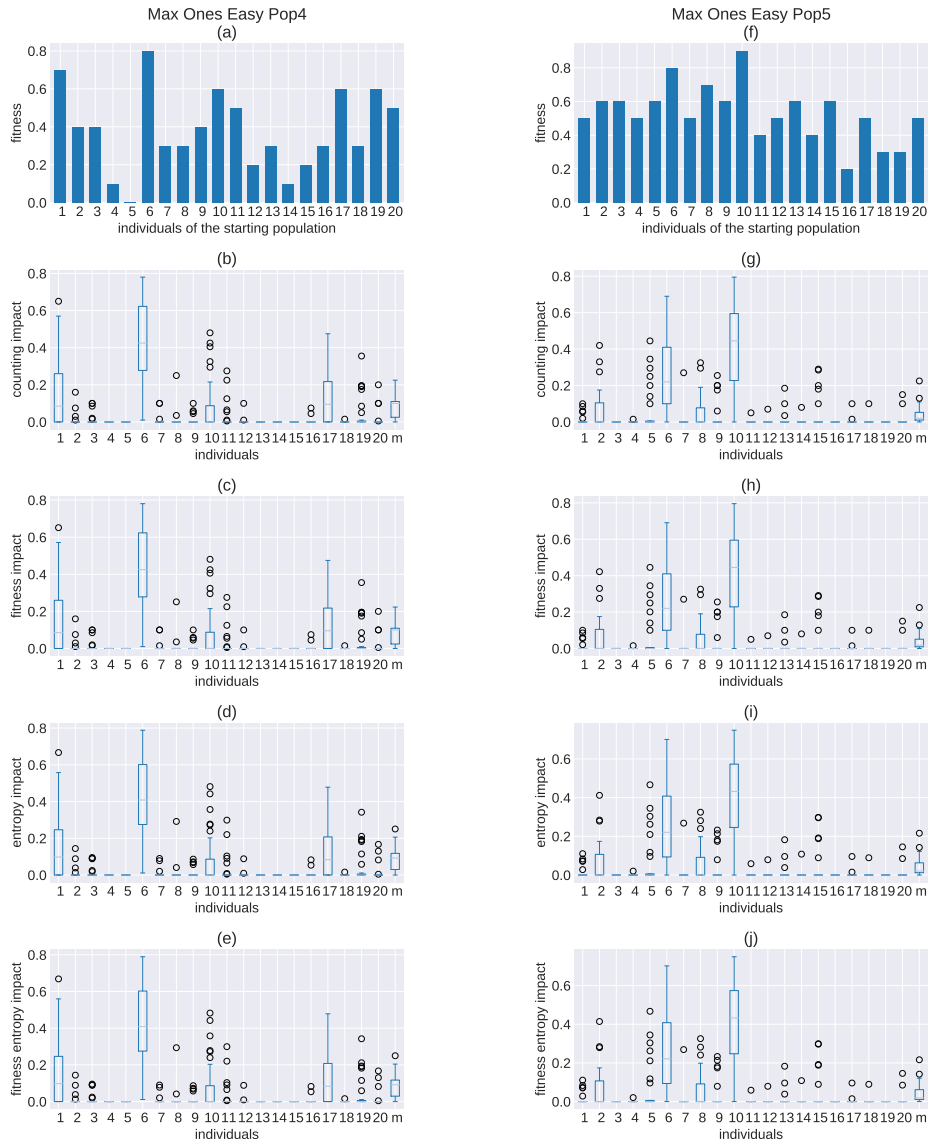 Max Ones Easy Pop4
(a)
fitness
0.8
0.6
0.4
0.2
0.0
1 2 3 4 5 6 7 8 9 10 11 12 13 14 15 16 17 18 19 20
individuals of the starting population
(b)
counting impact
0.8
0.6
0.4
0.2
0.0
1 2 3 4 5 6 7 8 9 10 11 12 13 14 15 16 17 18 19 20 m
individuals
(c)
fitness impact
0.8
0.6
0.4
0.2
0.0
1 2 3 4 5 6 7 8 9 10 11 12 13 14 15 16 17 18 19 20 m
individuals
(d)
entropy impact
0.8
0.6
0.4
0.2
0.0
1 2 3 4 5 6 7 8 9 10 11 12 13 14 15 16 17 18 19 20 m
individuals
(e)
fitness entropy impact
0.8
0.6
0.4
0.2
0.0
1 2 3 4 5 6 7 8 9 10 11 12 13 14 15 16 17 18 19 20 m
individuals
Max Ones Easy Pop5
(f)
fitness
0.8
0.6
0.4
0.2
0.0
1 2 3 4 5 6 7 8 9 10 11 12 13 14 15 16 17 18 19 20
individuals of the starting population
(g)
counting impact
0.8
0.6
0.4
0.2
0.0
1 2 3 4 5 6 7 8 9 10 11 12 13 14 15 16 17 18 19 20 m
individuals
(h)
fitness impact
0.8
0.6
0.4
0.2
0.0
1 2 3 4 5 6 7 8 9 10 11 12 13 14 15 16 17 18 19 20 m
individuals
(i)
entropy impact
0.6
0.4
0.2
0.0
1 2 3 4 5 6 7 8 9 10 11 12 13 14 15 16 17 18 19 20 m
individuals
(j)
fitness entropy impact
0.6
0.4
0.2
0.0
1 2 3 4 5 6 7 8 9 10 11 12 13 14 15 16 17 18 19 20 m
individuals